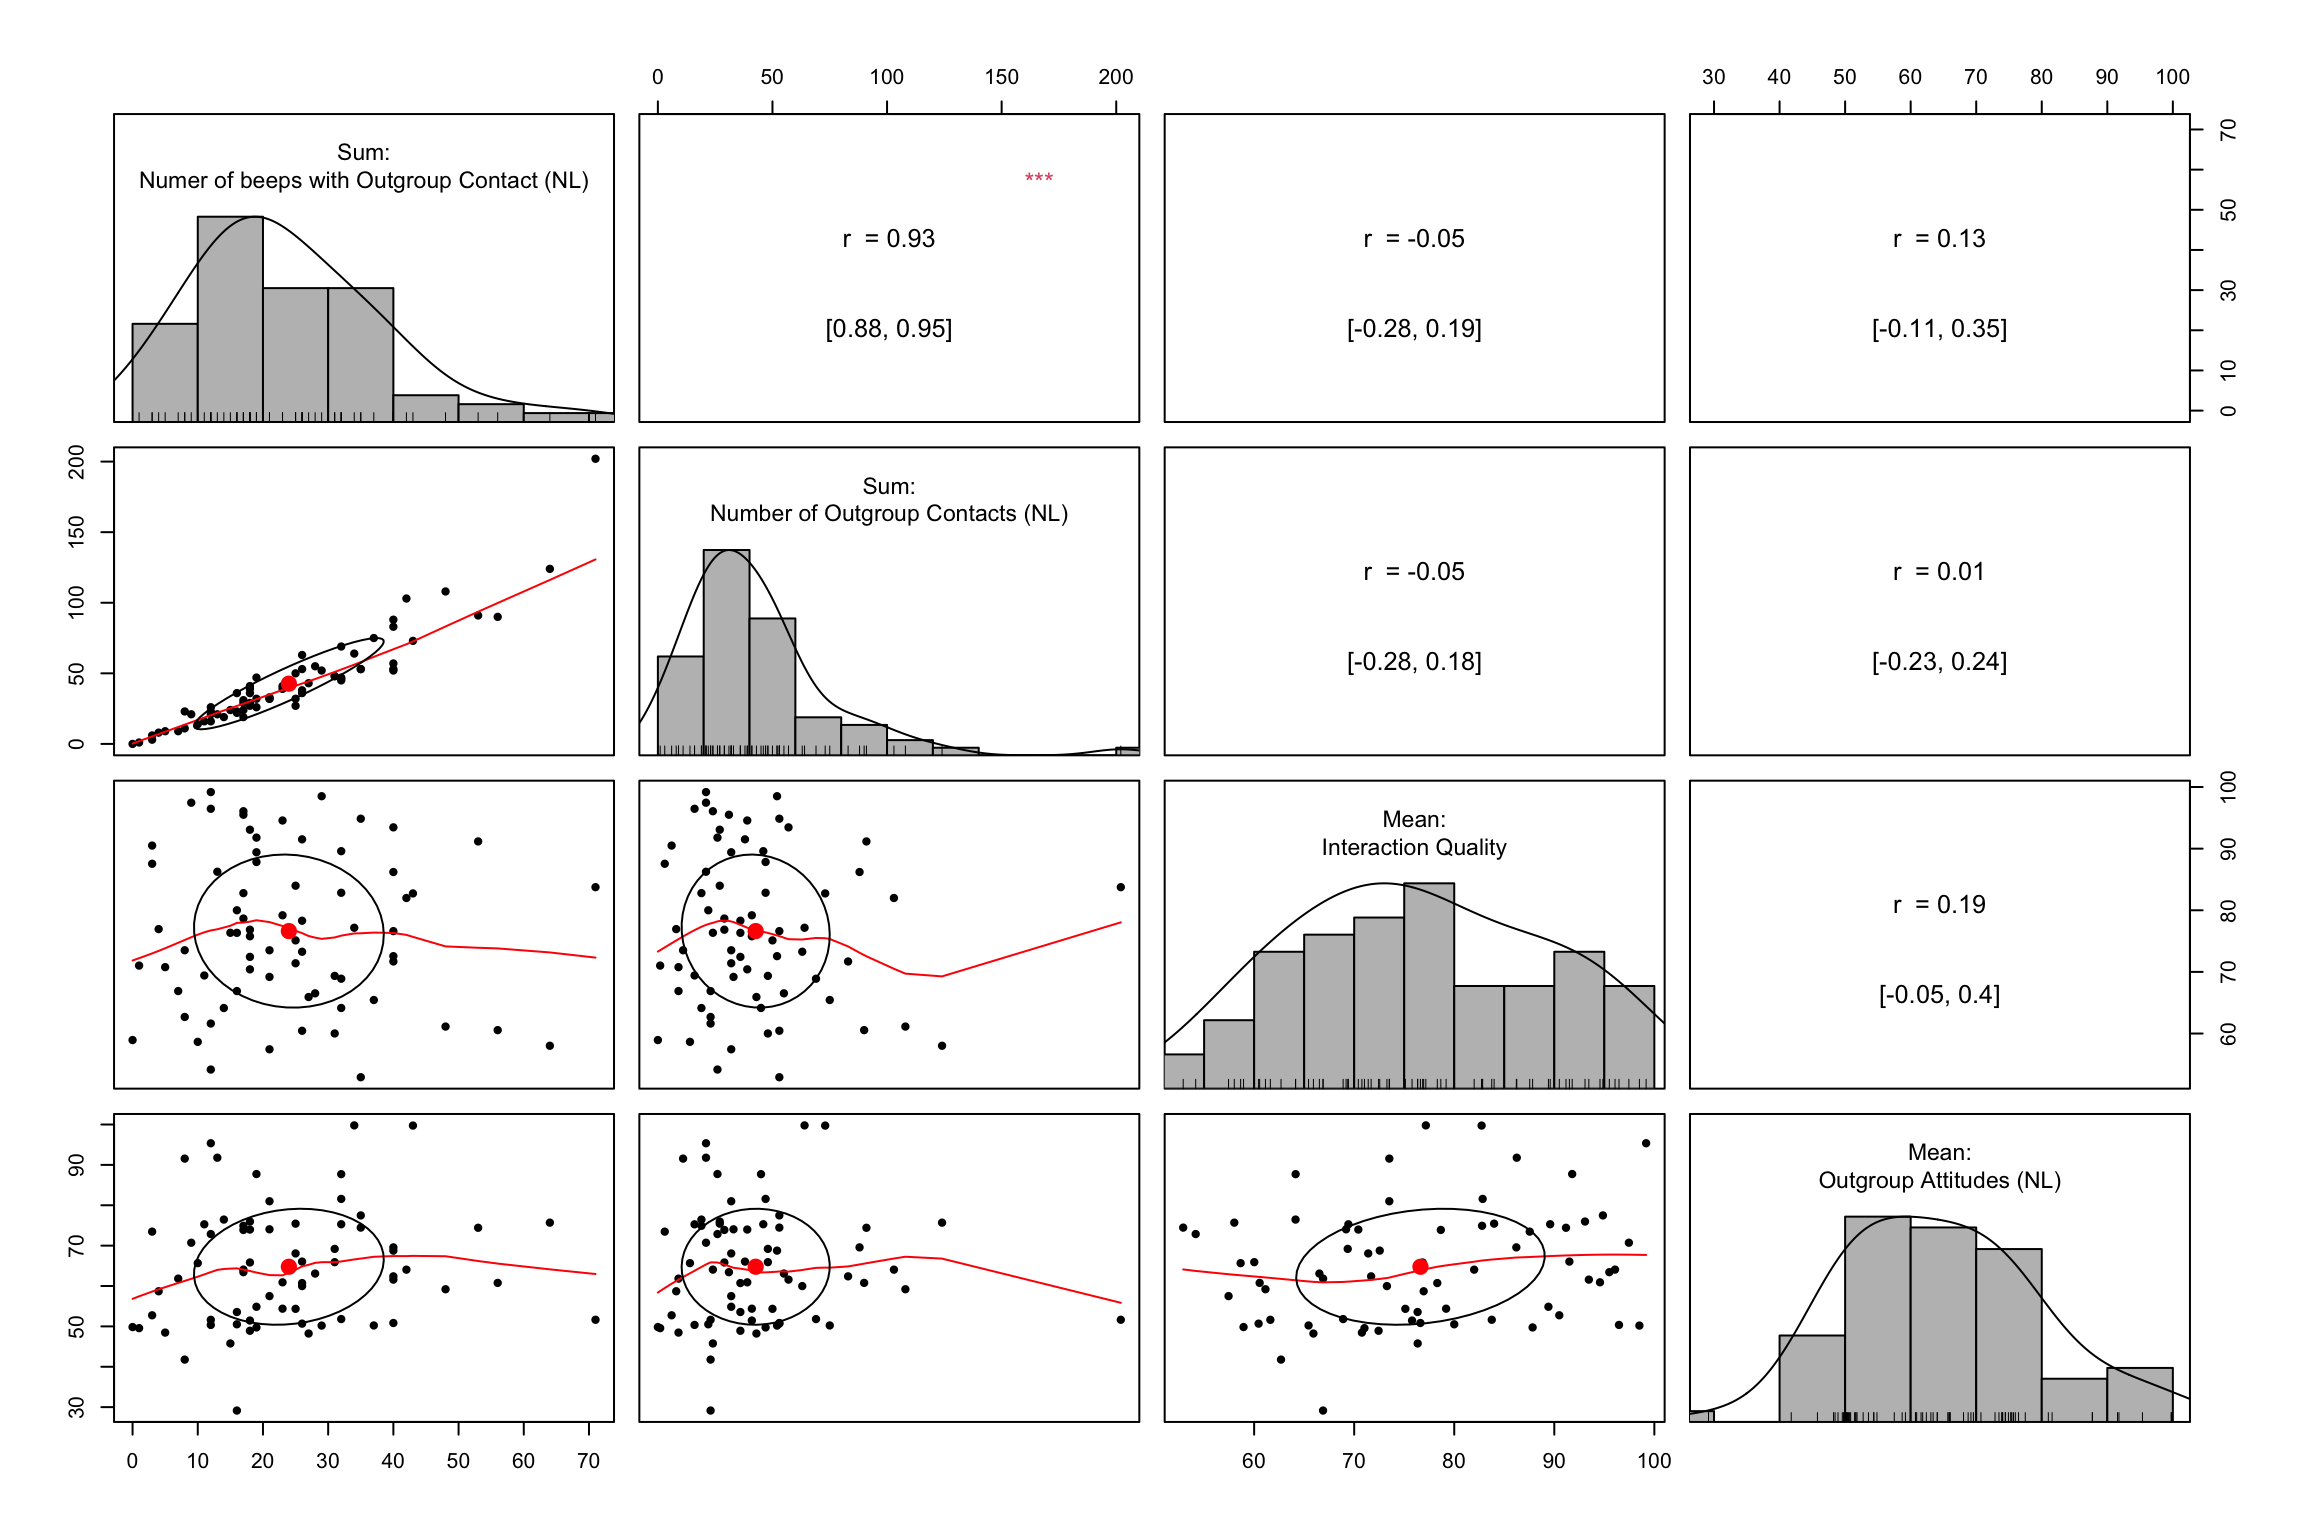 0 50 100 150 200
30 40 50 60 70 80 90 100
Sum:
Numer of beeps with Outgroup Contact (NL)
***
r = 0.93
[0.88, 0.95]
r = -0.05
[-0.28, 0.19]
r = 0.13
[-0.11, 0.35]
0 10 30 50 70
0 50 100 150 200
Sum:
Number of Outgroup Contacts (NL)
r = -0.05
[-0.28, 0.18]
r = 0.01
[-0.23, 0.24]
Mean:
Interaction Quality
r = 0.19
[-0.05, 0.4]
60 70 80 90 100
30 50 70 90
Mean:
Outgroup Attitudes (NL)
0 10 20 30 40 50 60 70
60 70 80 90 100